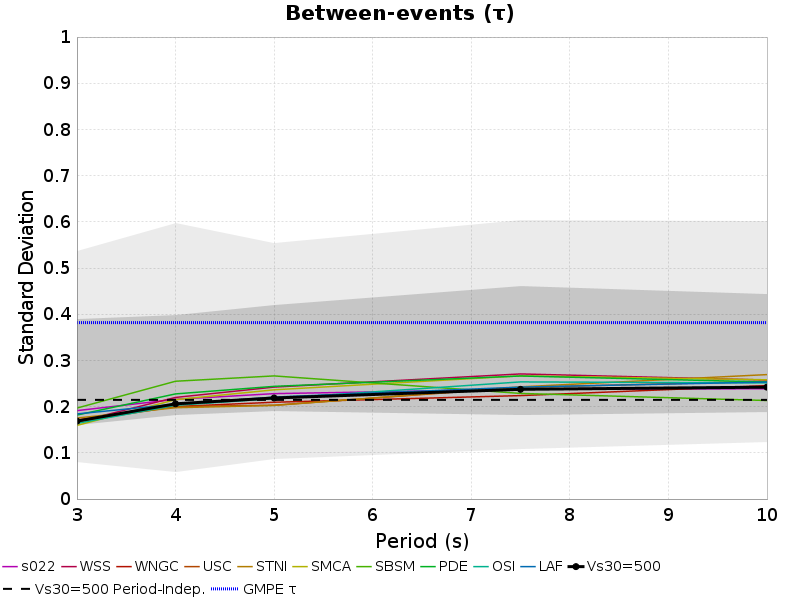 Between-events (τ)
1
0.9
0.8
0.7
0.6
0.5
0.4
0.3
0.2
0.1
0
Standard Deviation
3 4 5 6 7 8 9 10
Period (s)
s022 WSS WNGC USC STNI SMCA SBSM PDE OSI LAF Vs30=500
Vs30=500 Period-Indep. GMPE τ